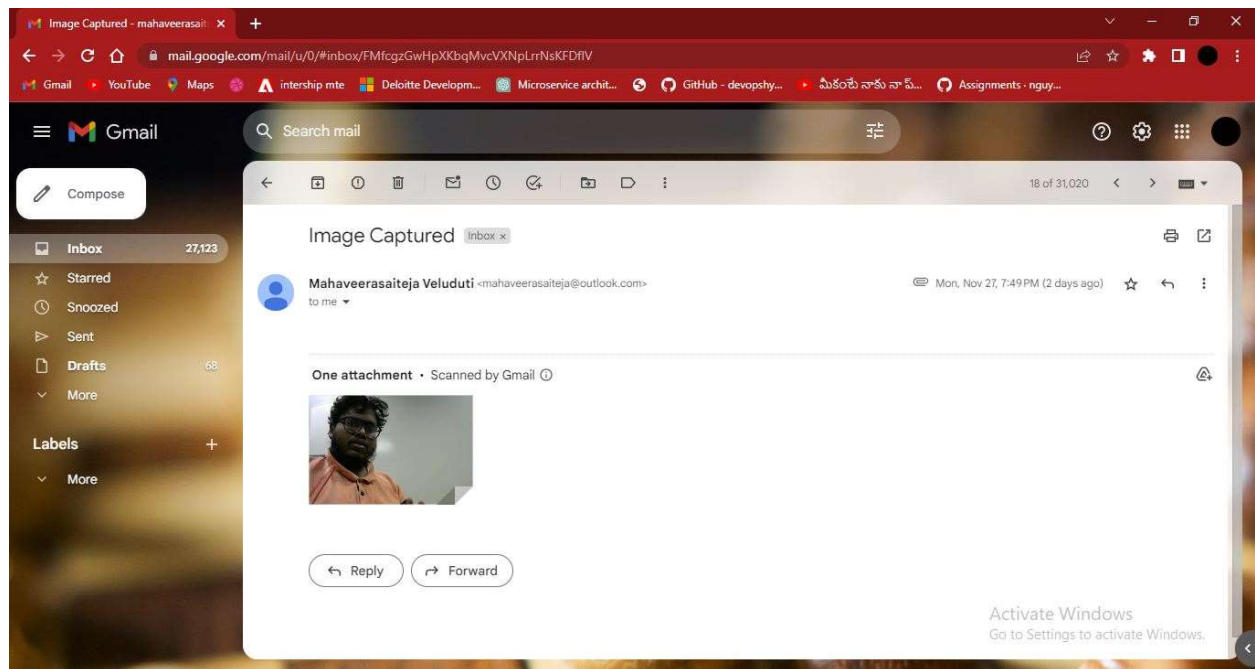 Image Captured - mahaveerasait
mail.google.com/mail/u/0/#inbox/FMfcgzGwHpXKbqMvcVXNpLrrNsKFDflV
Gmail YouTube Maps intership mte Deloitte Developm... Microservice archit... GitHub - devopshy... మీకంటే నాకు నా ప్... Assignments · nguy...
Gmail
Search mail
Compose
18 of 31,020
Image Captured Inbox ×
Inbox 27,123
Starred
Snoozed
Sent
Drafts 68
More
Labels +
More
Mahaveerasaiteja Veluduti <mahaveerasaiteja@outlook.com>
Mon, Nov 27, 7:49 PM (2 days ago)
to me
One attachment • Scanned by Gmail
Reply Forward
Activate Windows
Go to Settings to activate Windows.